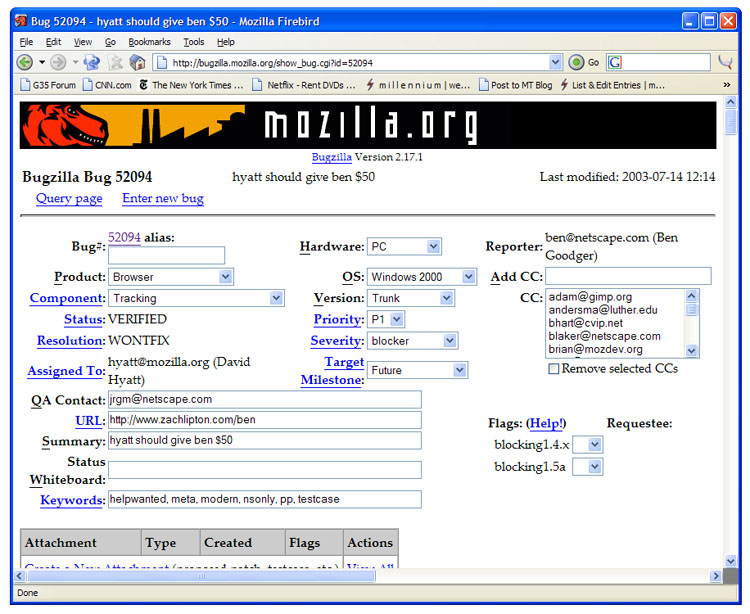 Bug 52094 - hyatt should give ben $50 - Mozilla Firebird
File Edit View Go Bookmarks Tools Help
http://bugzilla.mozilla.org/show_bug.cgi?id=52094 Go G
G35 Forum CNN.com The New York Times ... Netflix - Rent DVDs ... m i l l e n n i u m | we... Post to MT Blog List & Edit Entries | m... »
mozilla.org
Bugzilla Version 2.17.1
Bugzilla Bug 52094 hyatt should give ben $50 Last modified: 2003-07-14 12:14
Query page Enter new bug
Bug#: 52094 alias: Hardware: PC Reporter: ben@netscape.com (Ben Goodger)
Product: Browser OS: Windows 2000 Add CC:
Component: Tracking Version: Trunk CC: adam@gimp.org
andersma@luther.edu
Status: VERIFIED Priority: P1 bhart@cvip.net
Resolution: WONTFIX Severity: blocker blaker@netscape.com
brian@mozdev.org
Assigned To: hyatt@mozilla.org (David Hyatt) Target Milestone: Future Remove selected CCs
QA Contact: jrgm@netscape.com
URL: http://www.zachlipton.com/ben Flags: (Help!) Requestee:
Summary: hyatt should give ben $50 blocking1.4.x
Status Whiteboard: blocking1.5a
Keywords: helpwanted, meta, modern, nsonly, pp, testcase
Attachment Type Created Flags Actions
Create a New Attachment (proposed patch, testcase, etc.) View All
Done